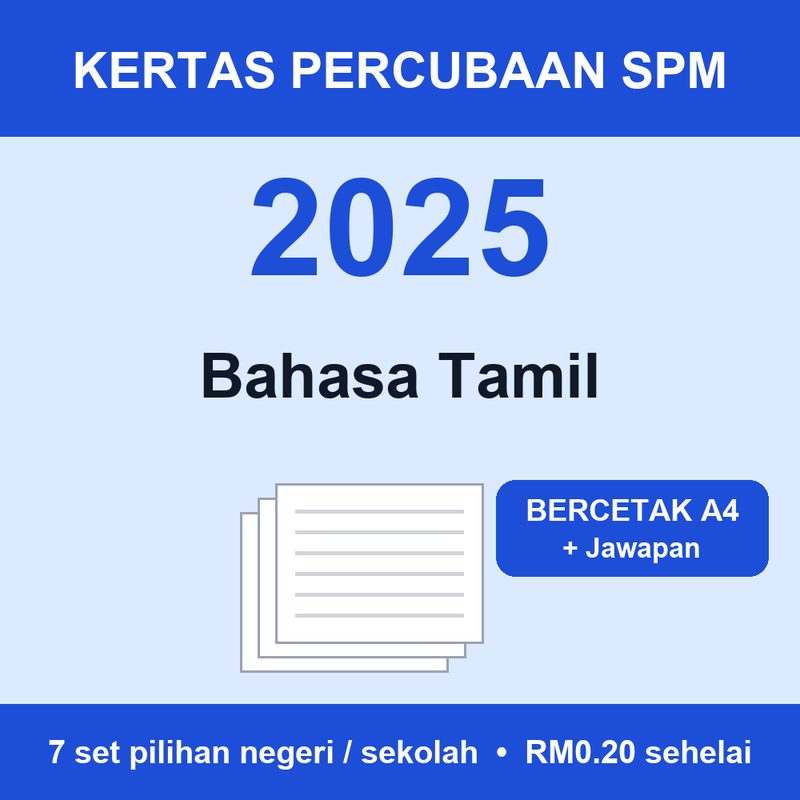 KERTAS PERCUBAAN SPM
2025
Bahasa Tamil
BERCETAK A4
+ Jawapan
7 set pilihan negeri / sekolah • RM0.20 sehelai